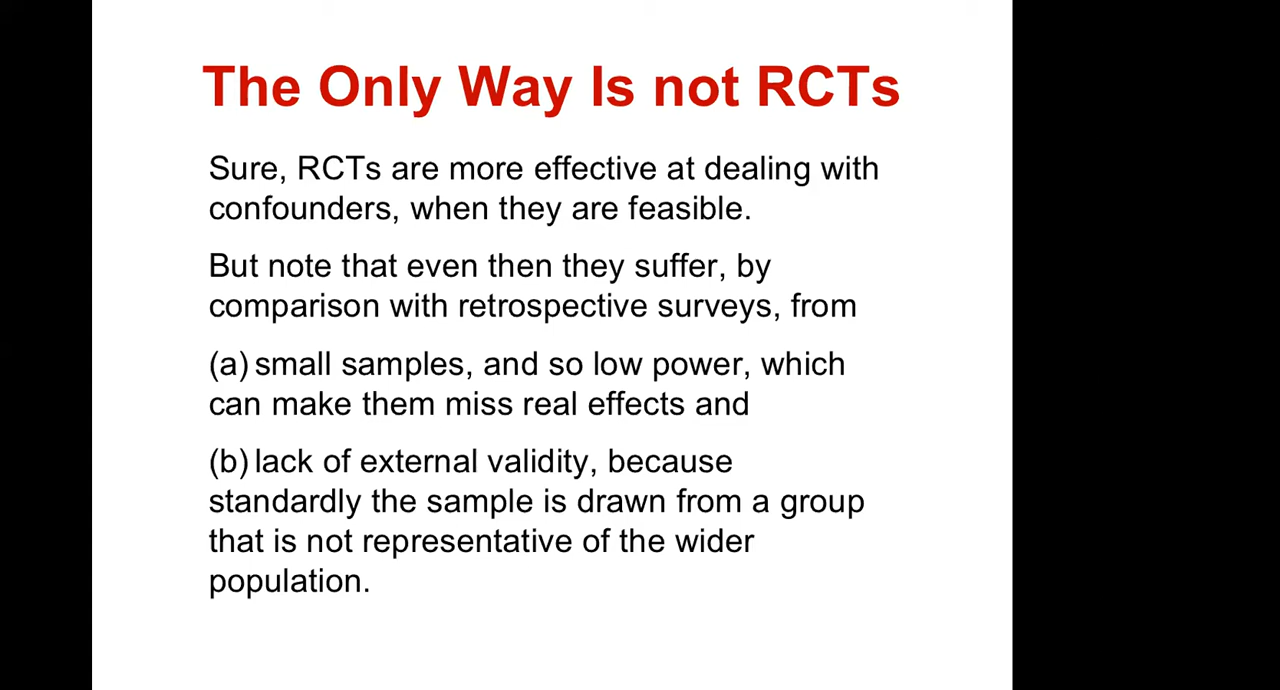 The Only Way Is not RCTs
Sure, RCTs are more effective at dealing with
confounders, when they are feasible.
But note that even then they suffer, by
comparison with retrospective surveys, from
(a) small samples, and so low power, which
can make them miss real effects and
(b) lack of external validity, because
standardly the sample is drawn from a group
that is not representative of the wider
population.